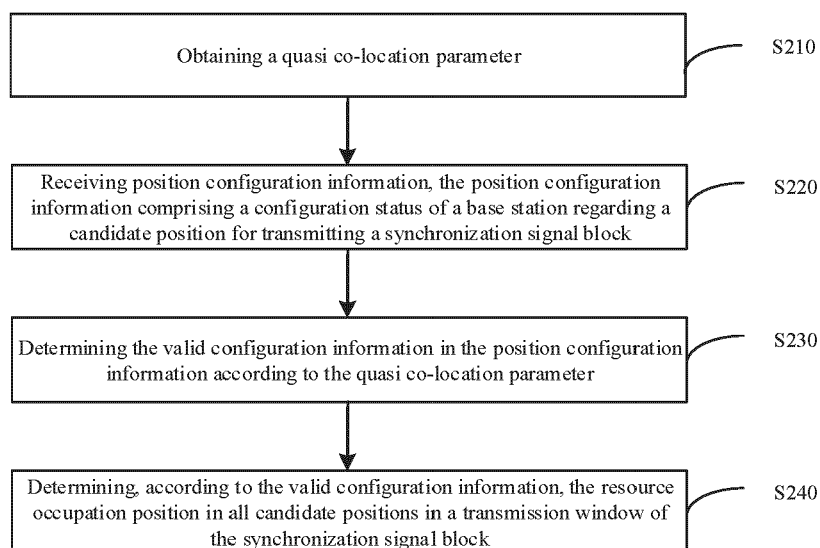 Obtaining a quasi co-location parameter
S210
Receiving position configuration information, the position configuration
information comprising a configuration status of a base station regarding a
candidate position for transmitting a synchronization signal block
S220
Determining the valid configuration information in the position configuration
information according to the quasi co-location parameter
S230
Determining, according to the valid configuration information, the resource
occupation position in all candidate positions in a transmission window of
the synchronization signal block
S240